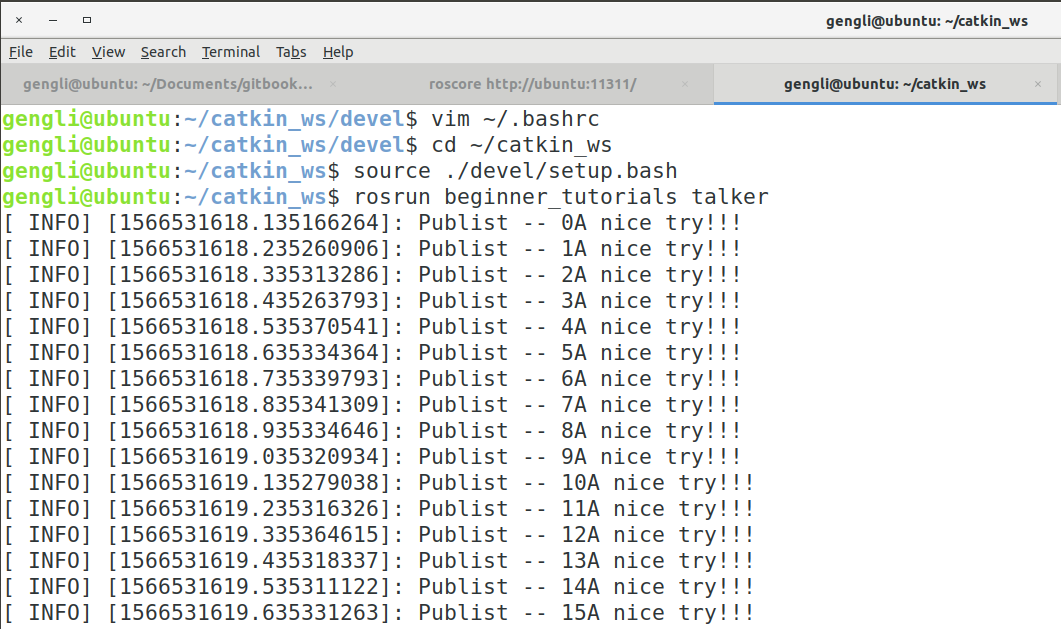 gengli@ubuntu: ~/catkin_ws
File Edit View Search Terminal Tabs Help
gengli@ubuntu: ~/Documents/gitbook... × roscore http://ubuntu:11311/ × gengli@ubuntu: ~/catkin_ws ×
gengli@ubuntu:~/catkin_ws/devel$ vim ~/.bashrc
gengli@ubuntu:~/catkin_ws/devel$ cd ~/catkin_ws
gengli@ubuntu:~/catkin_ws$ source ./devel/setup.bash
gengli@ubuntu:~/catkin_ws$ rosrun beginner_tutorials talker
[ INFO] [1566531618.135166264]: Publist -- 0A nice try!!!
[ INFO] [1566531618.235260906]: Publist -- 1A nice try!!!
[ INFO] [1566531618.335313286]: Publist -- 2A nice try!!!
[ INFO] [1566531618.435263793]: Publist -- 3A nice try!!!
[ INFO] [1566531618.535370541]: Publist -- 4A nice try!!!
[ INFO] [1566531618.635334364]: Publist -- 5A nice try!!!
[ INFO] [1566531618.735339793]: Publist -- 6A nice try!!!
[ INFO] [1566531618.835341309]: Publist -- 7A nice try!!!
[ INFO] [1566531618.935334646]: Publist -- 8A nice try!!!
[ INFO] [1566531619.035320934]: Publist -- 9A nice try!!!
[ INFO] [1566531619.135279038]: Publist -- 10A nice try!!!
[ INFO] [1566531619.235316326]: Publist -- 11A nice try!!!
[ INFO] [1566531619.335364615]: Publist -- 12A nice try!!!
[ INFO] [1566531619.435318337]: Publist -- 13A nice try!!!
[ INFO] [1566531619.535311122]: Publist -- 14A nice try!!!
[ INFO] [1566531619.635331263]: Publist -- 15A nice try!!!